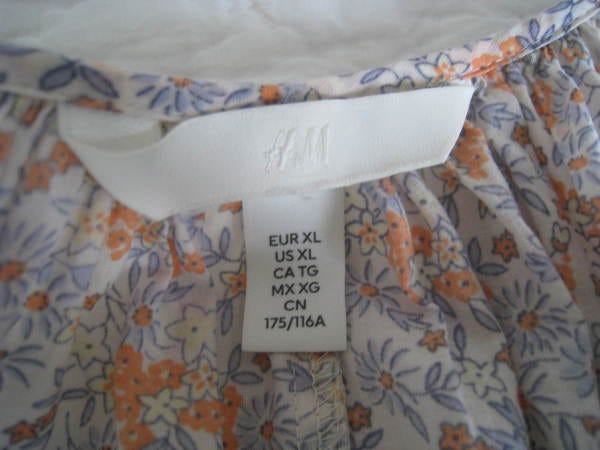 H&M
EUR XL
US XL
CA TG
MX XG
CN
175/116A